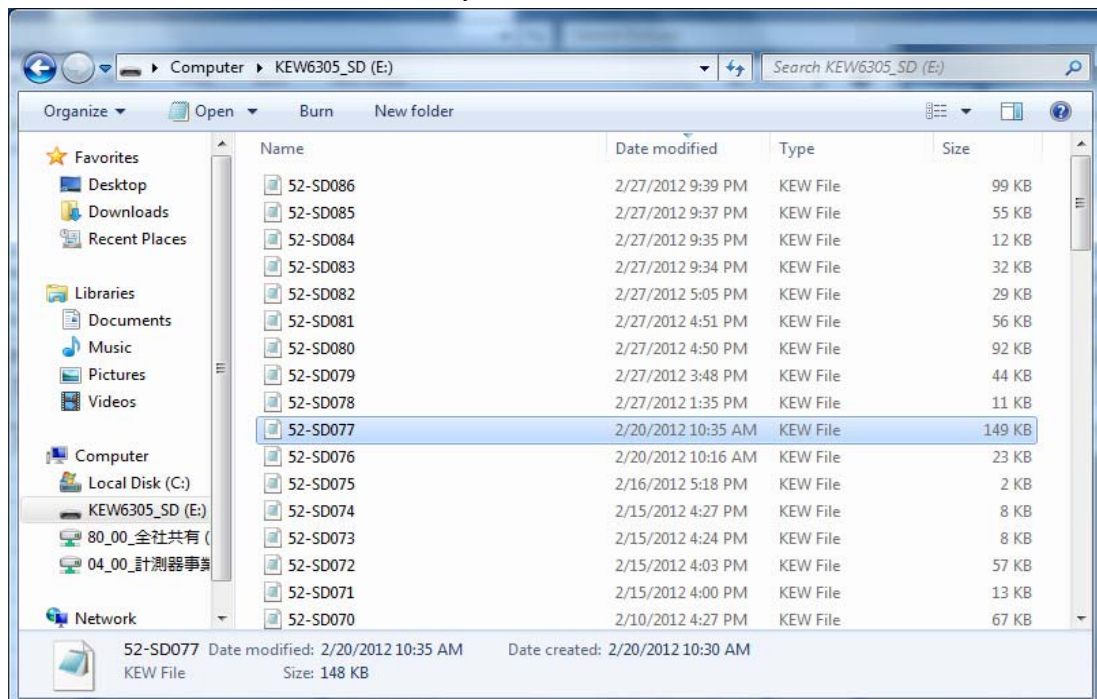 Computer ▸ KEW6305_SD (E:) Search KEW6305_SD (E:)
Organize Open Burn New folder
Favorites
Desktop
Downloads
Recent Places
Libraries
Documents
Music
Pictures
Videos
Computer
Local Disk (C:)
KEW6305_SD (E:)
80_00_全社共有 (
04_00_計測器事業
Network
Name Date modified Type Size
52-SD086 2/27/2012 9:39 PM KEW File 99 KB
52-SD085 2/27/2012 9:37 PM KEW File 55 KB
52-SD084 2/27/2012 9:35 PM KEW File 12 KB
52-SD083 2/27/2012 9:34 PM KEW File 32 KB
52-SD082 2/27/2012 5:05 PM KEW File 29 KB
52-SD081 2/27/2012 4:51 PM KEW File 56 KB
52-SD080 2/27/2012 4:50 PM KEW File 92 KB
52-SD079 2/27/2012 3:48 PM KEW File 44 KB
52-SD078 2/27/2012 1:35 PM KEW File 11 KB
52-SD077 2/20/2012 10:35 AM KEW File 149 KB
52-SD076 2/20/2012 10:16 AM KEW File 23 KB
52-SD075 2/16/2012 5:18 PM KEW File 2 KB
52-SD074 2/15/2012 4:27 PM KEW File 8 KB
52-SD073 2/15/2012 4:24 PM KEW File 8 KB
52-SD072 2/15/2012 4:03 PM KEW File 57 KB
52-SD071 2/15/2012 4:00 PM KEW File 13 KB
52-SD070 2/10/2012 4:27 PM KEW File 67 KB
52-SD077 Date modified: 2/20/2012 10:35 AM Date created: 2/20/2012 10:30 AM
KEW File Size: 148 KB